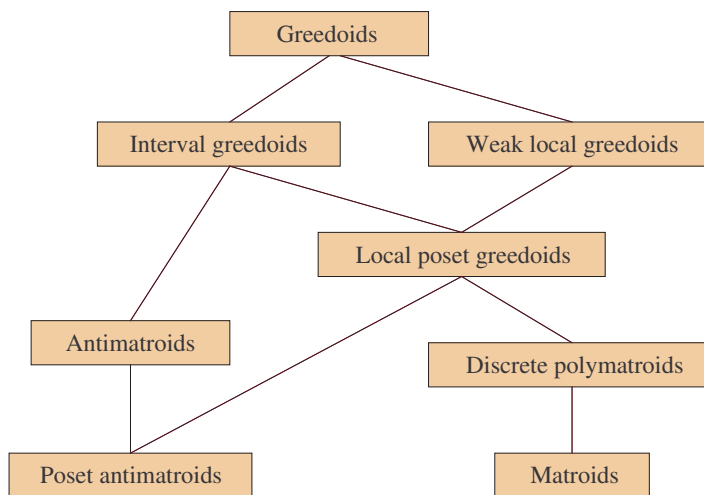 Greedoids
Interval greedoids
Weak local greedoids
Local poset greedoids
Antimatroids
Discrete polymatroids
Poset antimatroids
Matroids